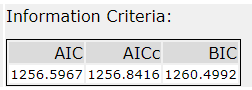 Information Criteria:
AIC AICc BIC
1256.5967 1256.8416 1260.4992